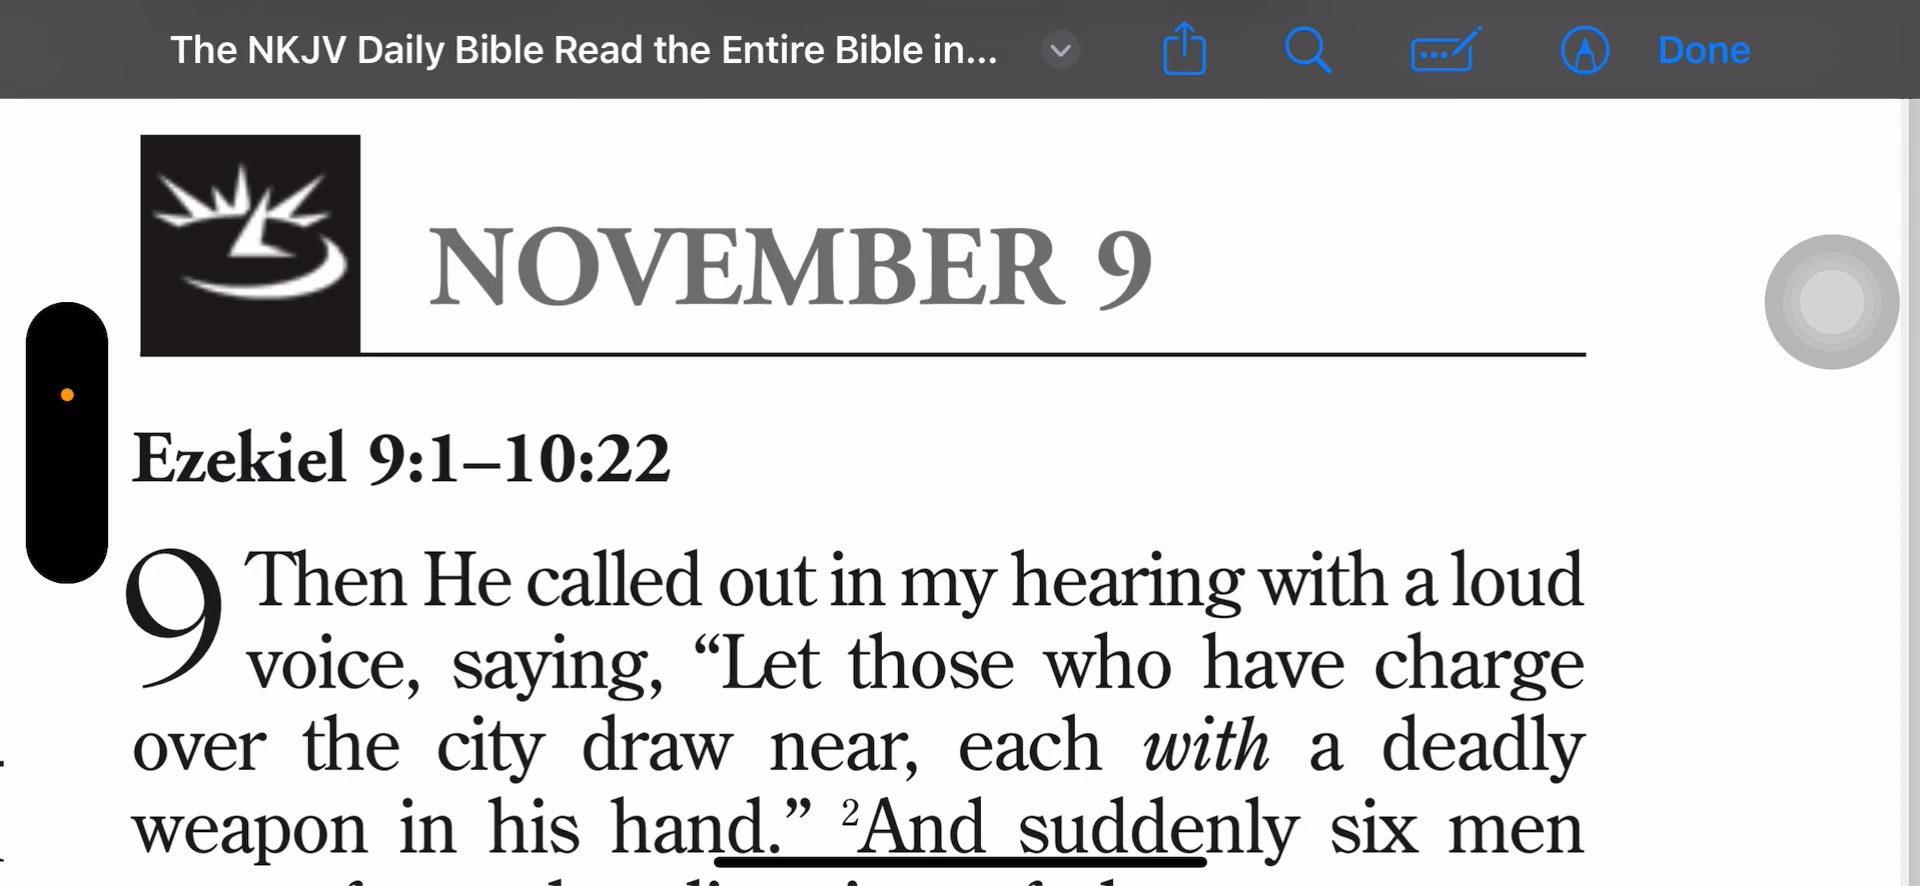 The NKJV Daily Bible Read the Entire Bible in...
Done
NOVEMBER 9
Ezekiel 9:1–10:22
9 Then He called out in my hearing with a loud
voice, saying, “Let those who have charge
over the city draw near, each with a deadly
weapon in his hand.” ²And suddenly six men